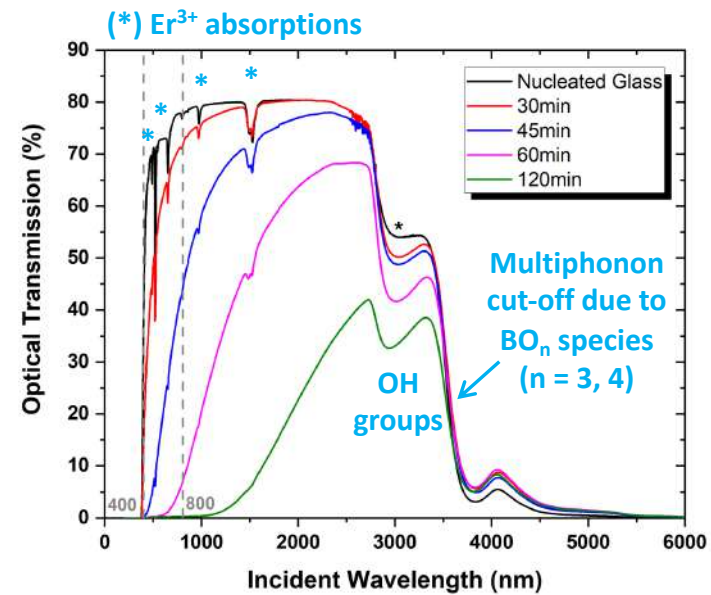 (*) Er³⁺ absorptions
90
80
70
60
50
40
30
20
10
0
Optical Transmission (%)
*
*
*
*
Nucleated Glass
30min
45min
60min
120min
*
Multiphonon
cut-off due to
BOₙ species
(n = 3, 4)
OH
groups
400
800
0
1000
2000
3000
4000
5000
6000
Incident Wavelength (nm)